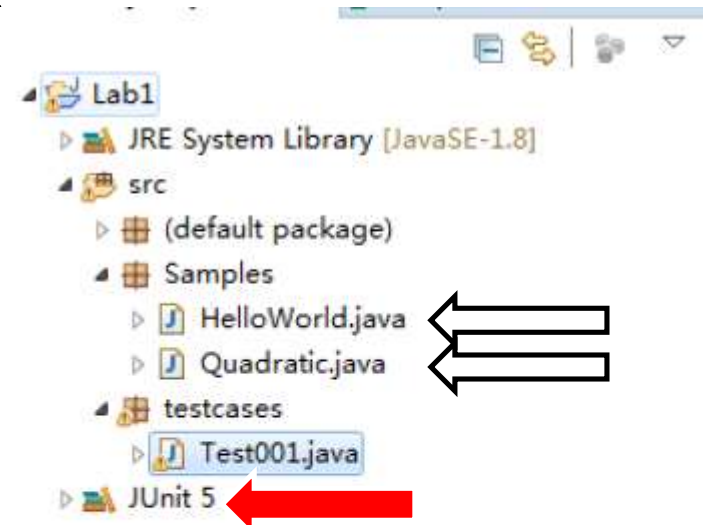 Lab1
JRE System Library [JavaSE-1.8]
src
(default package)
Samples
HelloWorld.java
Quadratic.java
testcases
Test001.java
JUnit 5